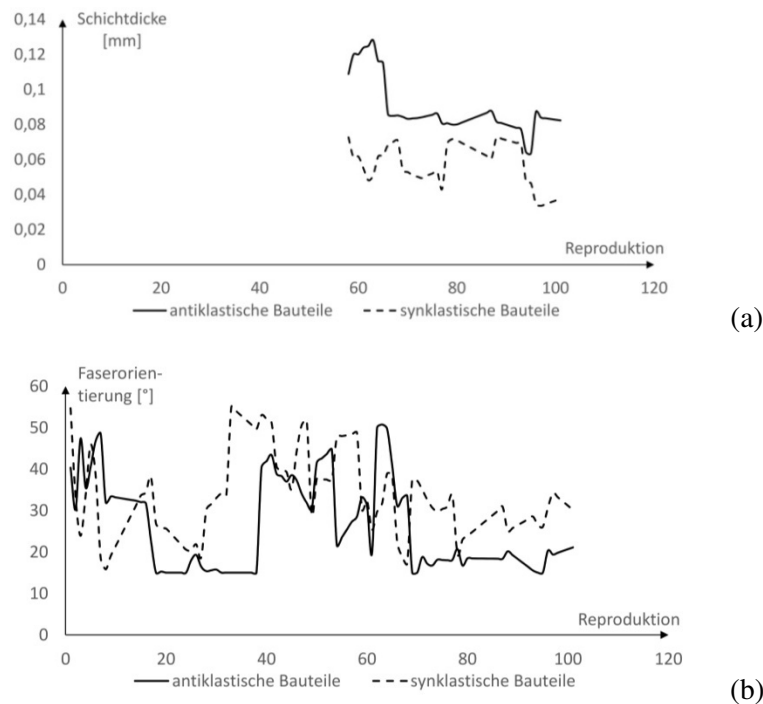 0,14
Schichtdicke
[mm]
0,12
0,1
0,08
0,06
0,04
0,02
0
Reproduktion
0 20 40 60 80 100 120
antiklastische Bauteile synklastische Bauteile
(a)
Faserorien-
tierung [°]
60
50
40
30
20
10
0
Reproduktion
0 20 40 60 80 100 120
antiklastische Bauteile synklastische Bauteile
(b)